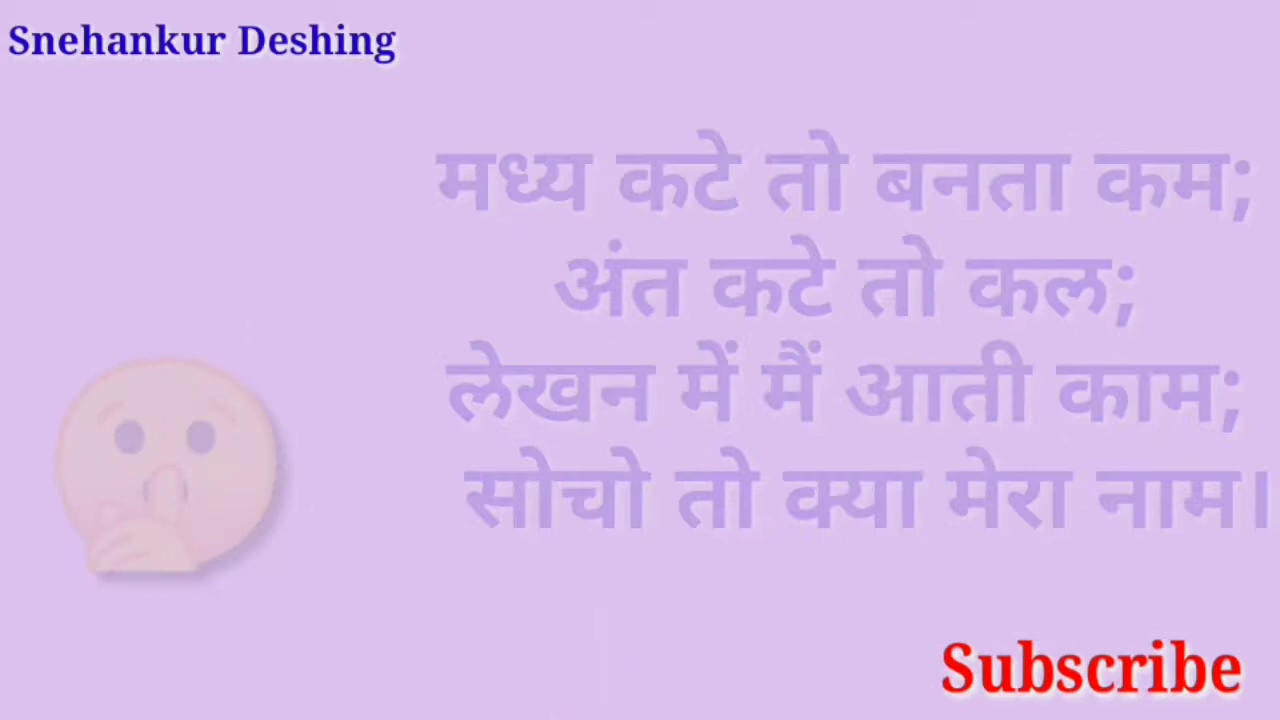 Snehankur Deshing
मध्य कटे तो बनता कम;
अंत कटे तो कल;
लेखन में मैं आती काम;
सोचो तो क्या मेरा नाम।
Subscribe